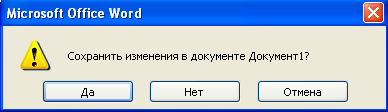 Microsoft Office Word
Сохранить изменения в документе Документ1?
Да
Нет
Отмена